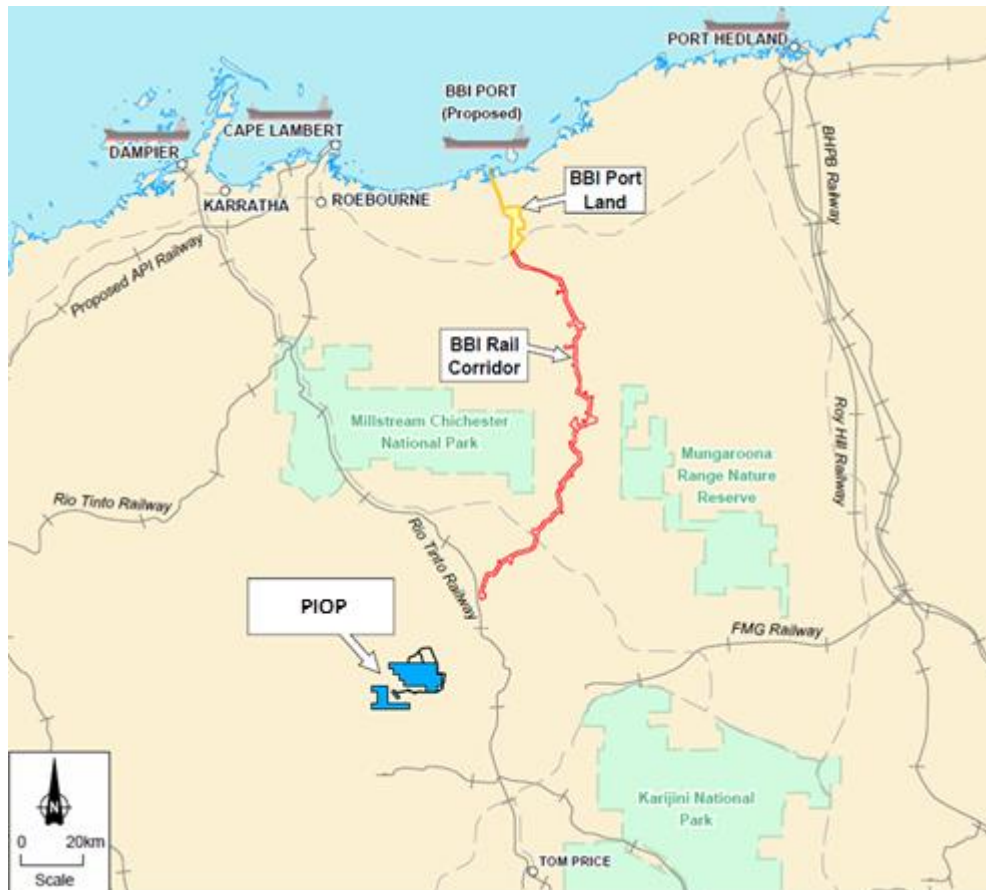 PORT HEDLAND
BBI PORT
(Proposed)
CAPE LAMBERT
DAMPIER
KARRATHA
ROEBOURNE
BBI Port
Land
BHPB Railway
Proposed API Railway
BBI Rail
Corridor
Millstream Chichester
National Park
Mungaroona
Range Nature
Reserve
Roy Hill Railway
Rio Tinto Railway
Rio Tinto Railway
PIOP
FMG Railway
Karijini National
Park
N
0 20km
Scale
TOM PRICE